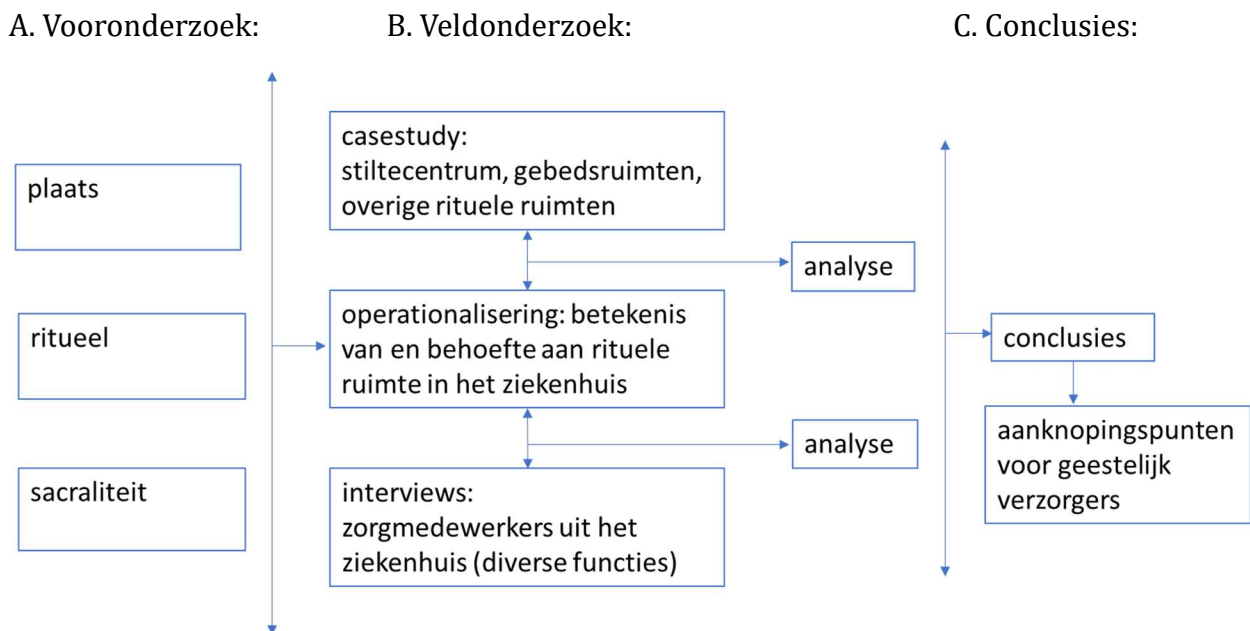 A. Vooronderzoek:
B. Veldonderzoek:
C. Conclusies:
plaats
ritueel
sacraliteit
casestudy:
stiltecentrum, gebedsruimten,
overige rituele ruimten
analyse
operationalisering: betekenis
van en behoefte aan rituele
ruimte in het ziekenhuis
analyse
interviews:
zorgmedewerkers uit het
ziekenhuis (diverse functies)
conclusies
aanknopingspunten
voor geestelijk
verzorgers